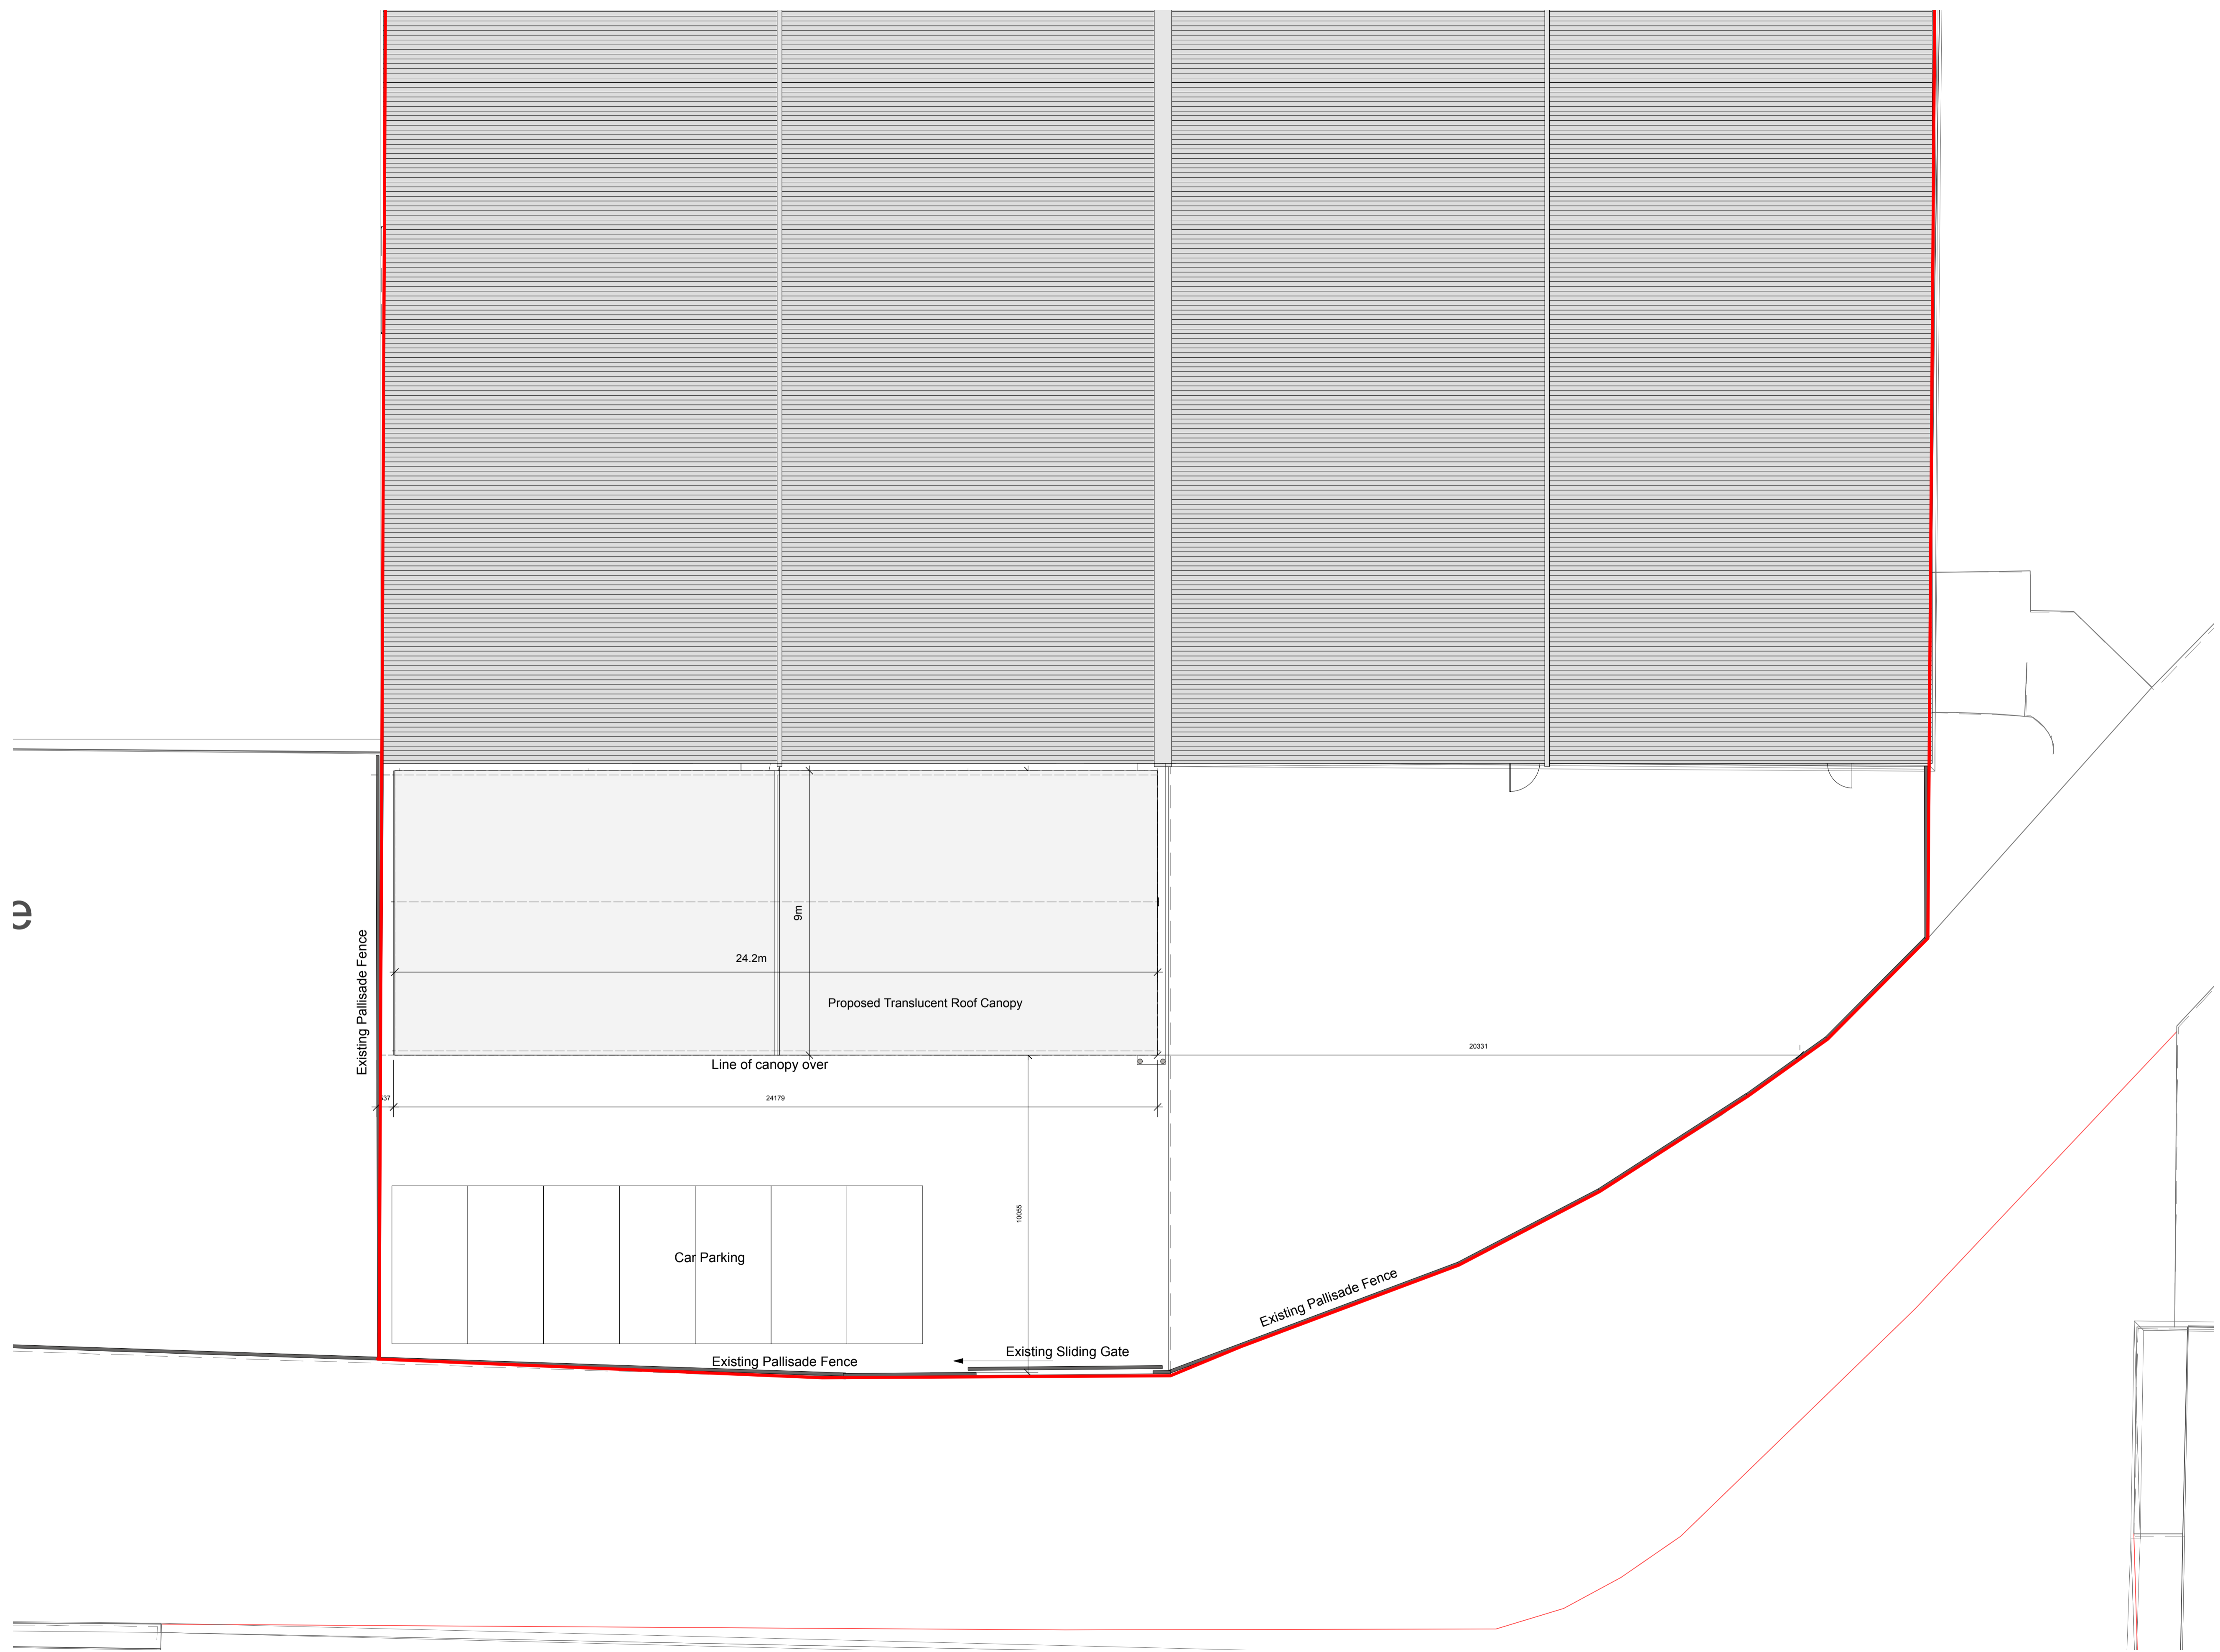 9m
24.2m
Existing Pallisade Fence
Proposed Translucent Roof Canopy
Line of canopy over
20331
24179
10055
Car Parking
Existing Pallisade Fence
Existing Sliding Gate
Existing Pallisade Fence